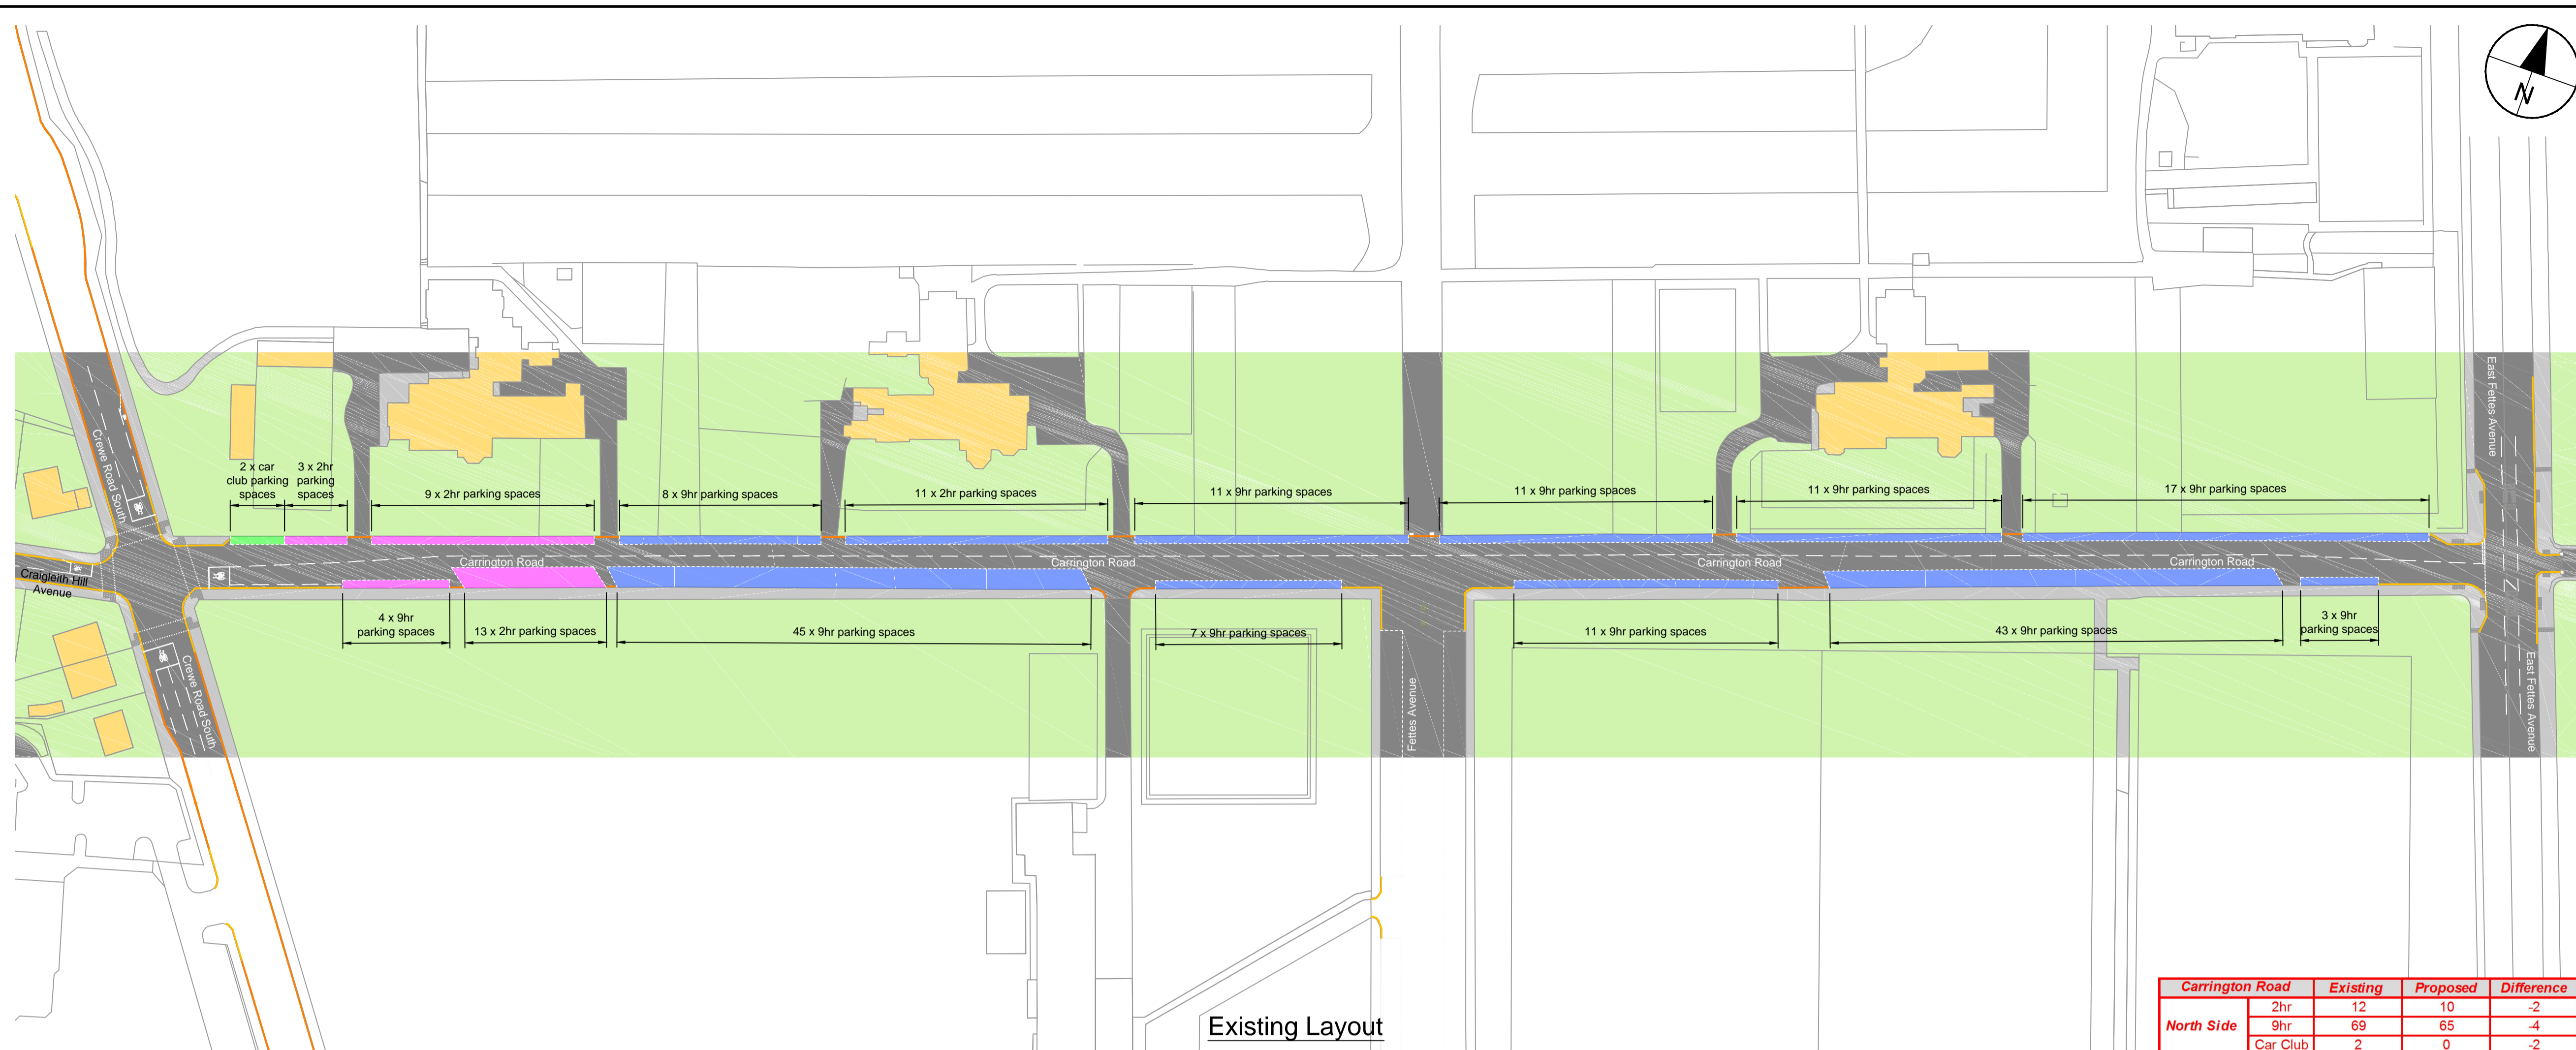 N
Crewe Road South
East Fettes Avenue
2 x car
club parking
spaces
3 x 2hr
parking
spaces
9 x 2hr parking spaces
8 x 9hr parking spaces
11 x 2hr parking spaces
11 x 9hr parking spaces
11 x 9hr parking spaces
11 x 9hr parking spaces
17 x 9hr parking spaces
Carrington Road
Carrington Road
Carrington Road
Carrington Road
Craigleith Hill
Avenue
4 x 9hr
parking spaces
13 x 2hr parking spaces
45 x 9hr parking spaces
7 x 9hr parking spaces
11 x 9hr parking spaces
43 x 9hr parking spaces
3 x 9hr
parking spaces
Crewe Road South
Fettes Avenue
East Fettes Avenue
Existing Layout
Carrington Road Existing Proposed Difference
North Side 2hr 12 10 -2
9hr 69 65 -4
Car Club 2 0 -2